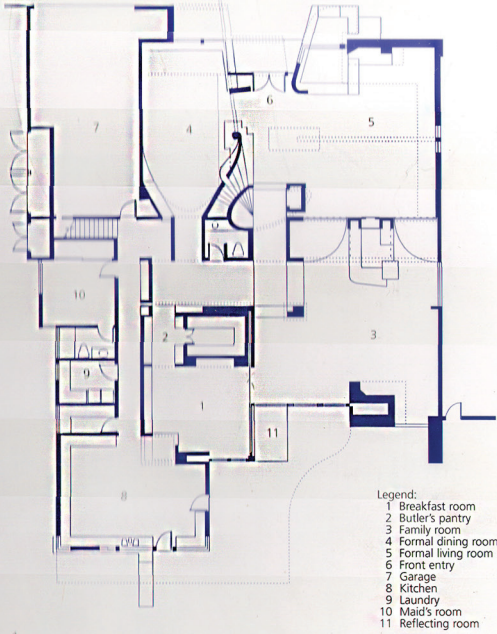 6
7
4
5
10
2
3
9
1
11
8
Legend:
1 Breakfast room
2 Butler's pantry
3 Family room
4 Formal dining room
5 Formal living room
6 Front entry
7 Garage
8 Kitchen
9 Laundry
10 Maid's room
11 Reflecting room